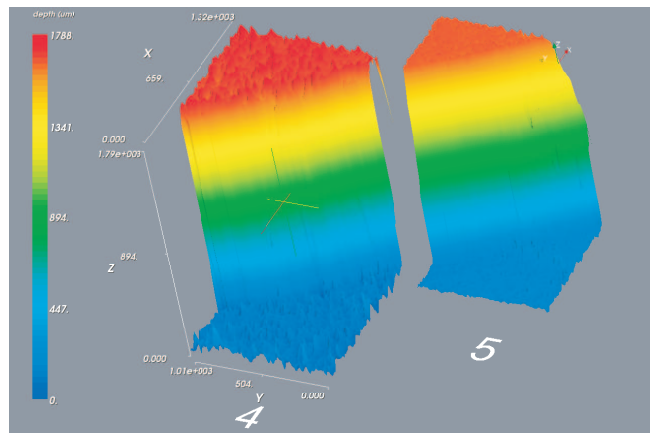 depth (um)
1788.
1341.
894.
447.
0.
1.32e+003
X
659.
0.000
1.79e+003
Z
894.
0.000
1.01e+003
504.
Y
0.000
4
5